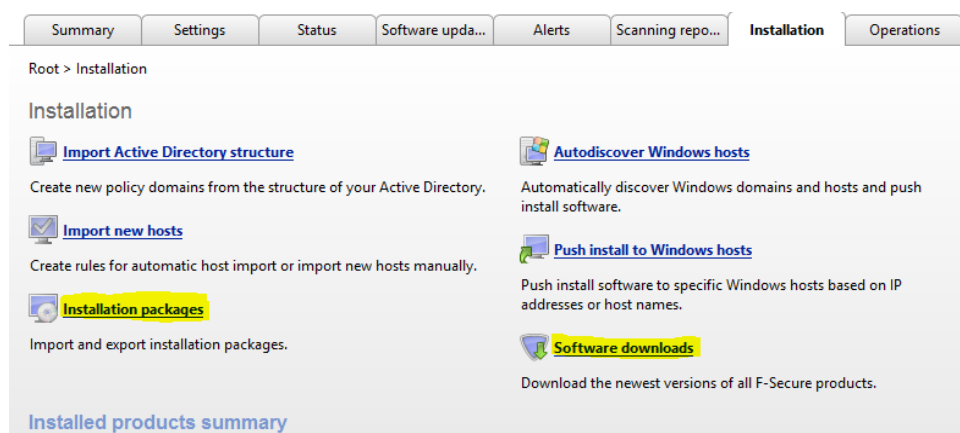 Summary
Settings
Status
Software upda...
Alerts
Scanning repo...
Installation
Operations
Root > Installation
Installation
Import Active Directory structure
Create new policy domains from the structure of your Active Directory.
Import new hosts
Create rules for automatic host import or import new hosts manually.
Installation packages
Import and export installation packages.
Autodiscover Windows hosts
Automatically discover Windows domains and hosts and push
install software.
Push install to Windows hosts
Push install software to specific Windows hosts based on IP
addresses or host names.
Software downloads
Download the newest versions of all F-Secure products.
Installed products summary